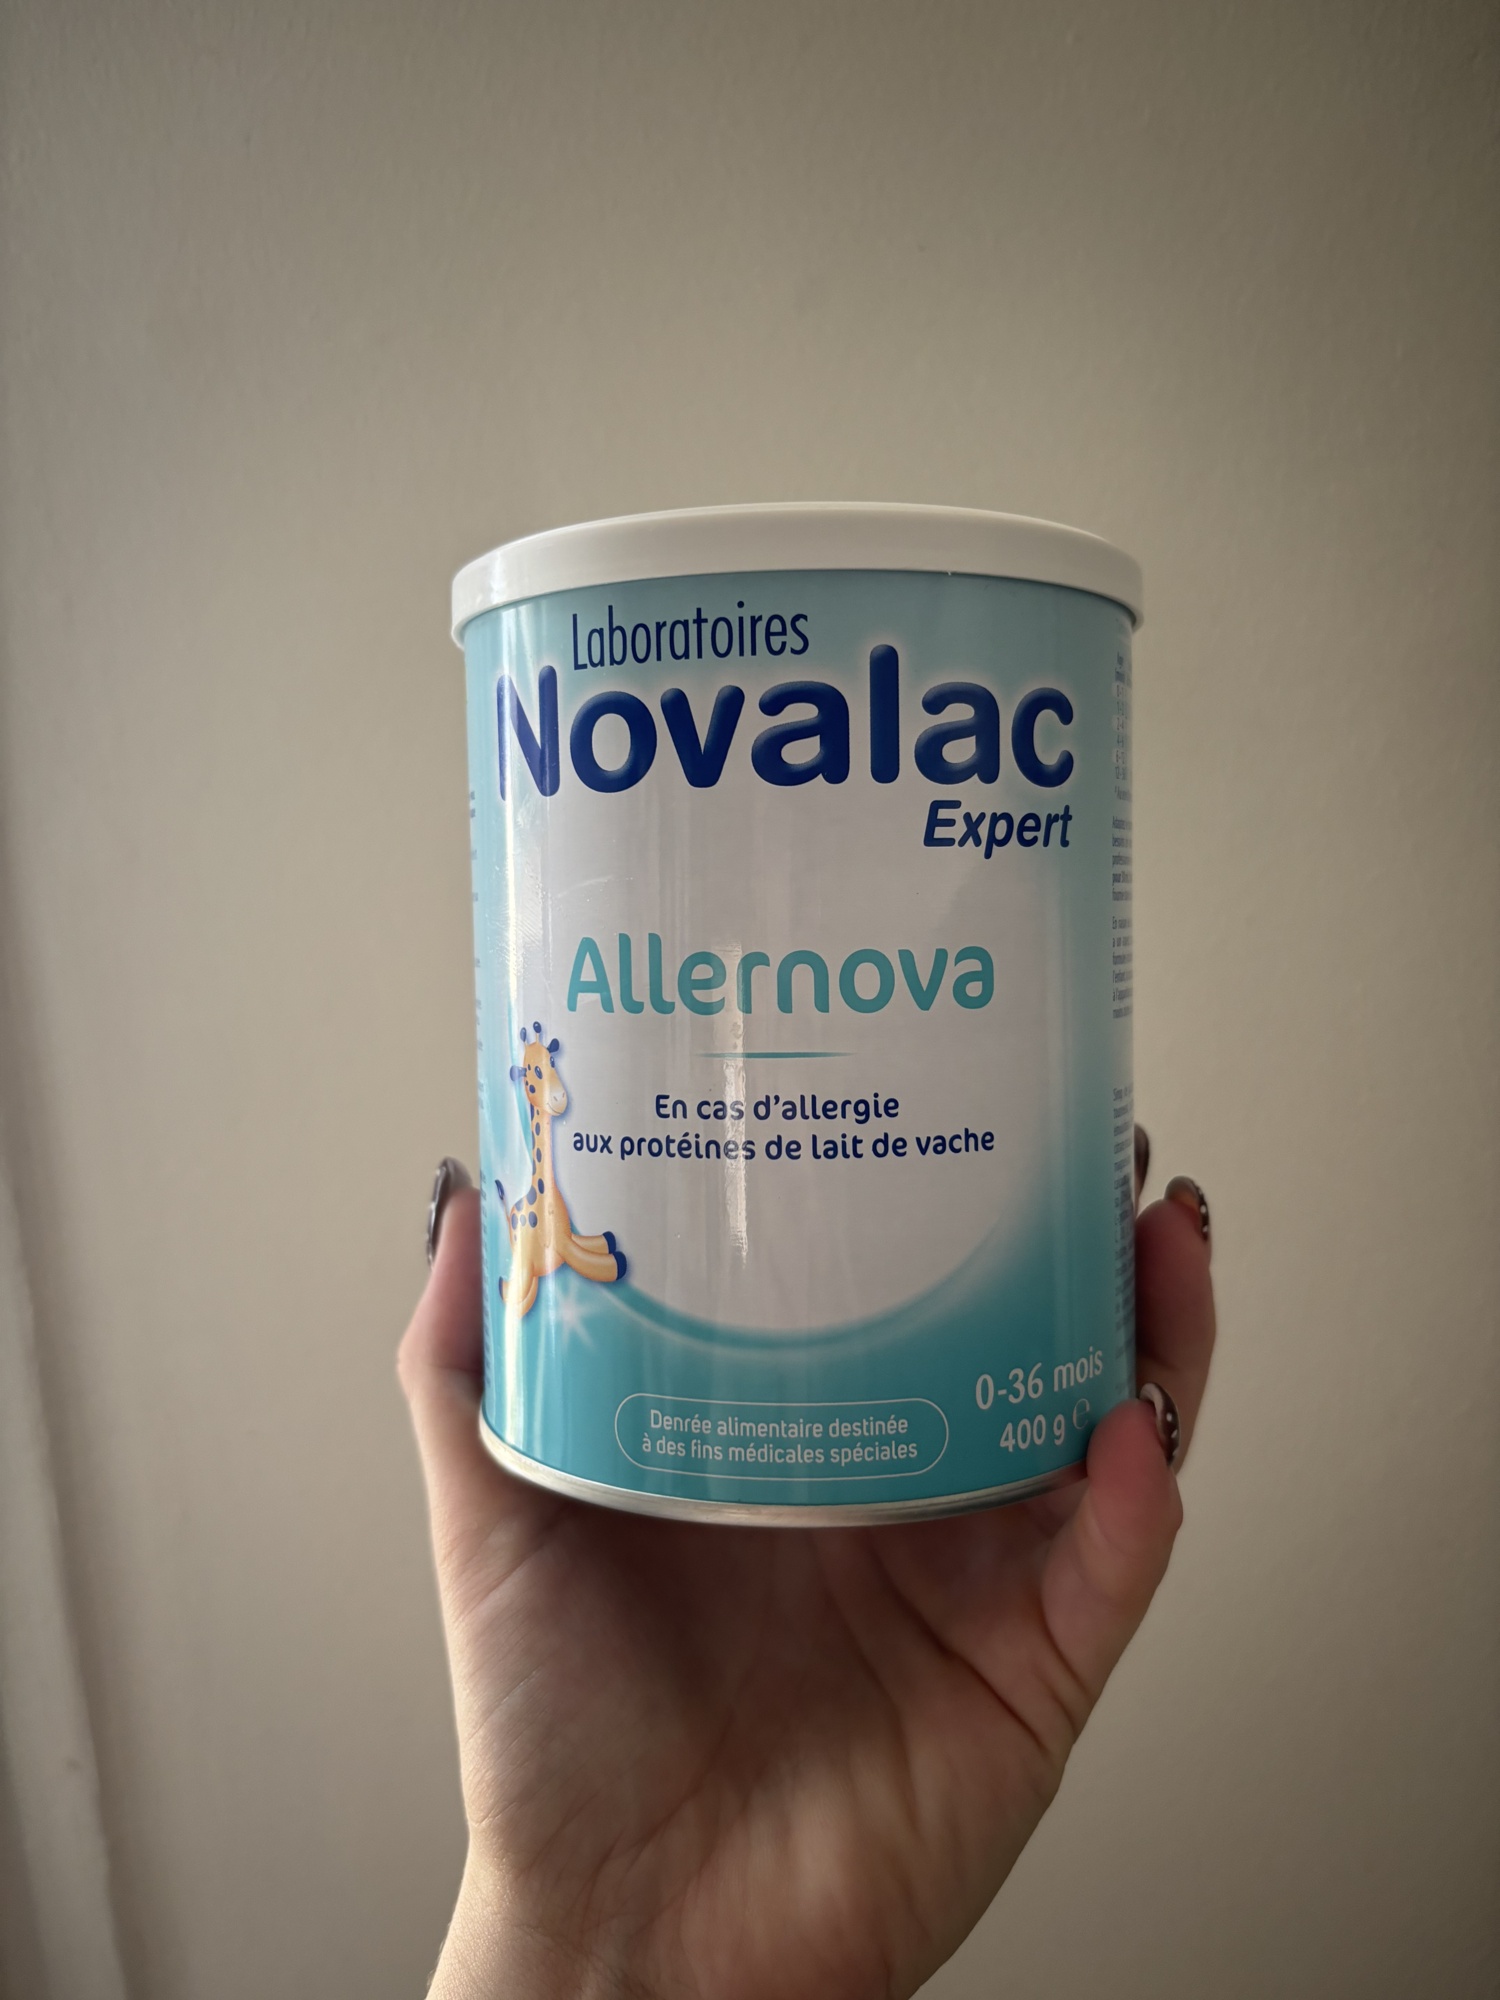 Laboratoires
Novalac
Expert
Allernova
En cas d'allergie
aux protéines de lait de vache
0-36 mois
400 g ℮
Denrée alimentaire destinée
à des fins médicales spéciales